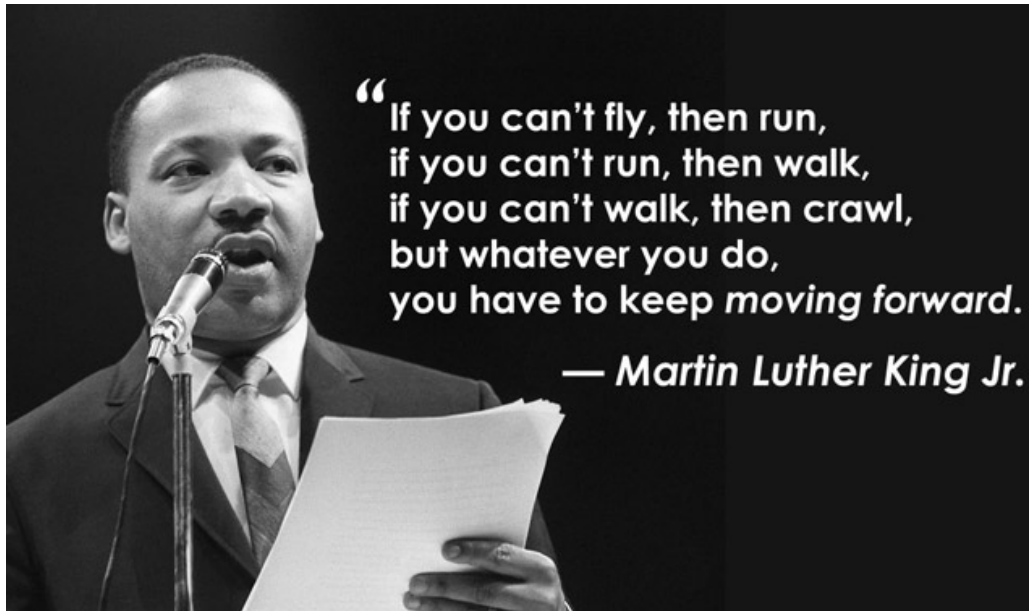 “If you can’t fly, then run,
if you can’t run, then walk,
if you can’t walk, then crawl,
but whatever you do,
you have to keep moving forward.
— Martin Luther King Jr.